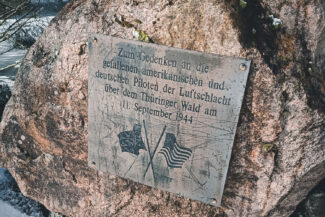 Zum Gedenken an die
gefallenen amerikanischen und
deutschen Piloten der Luftschlacht
über dem Thüringer Wald am
11. September 1944